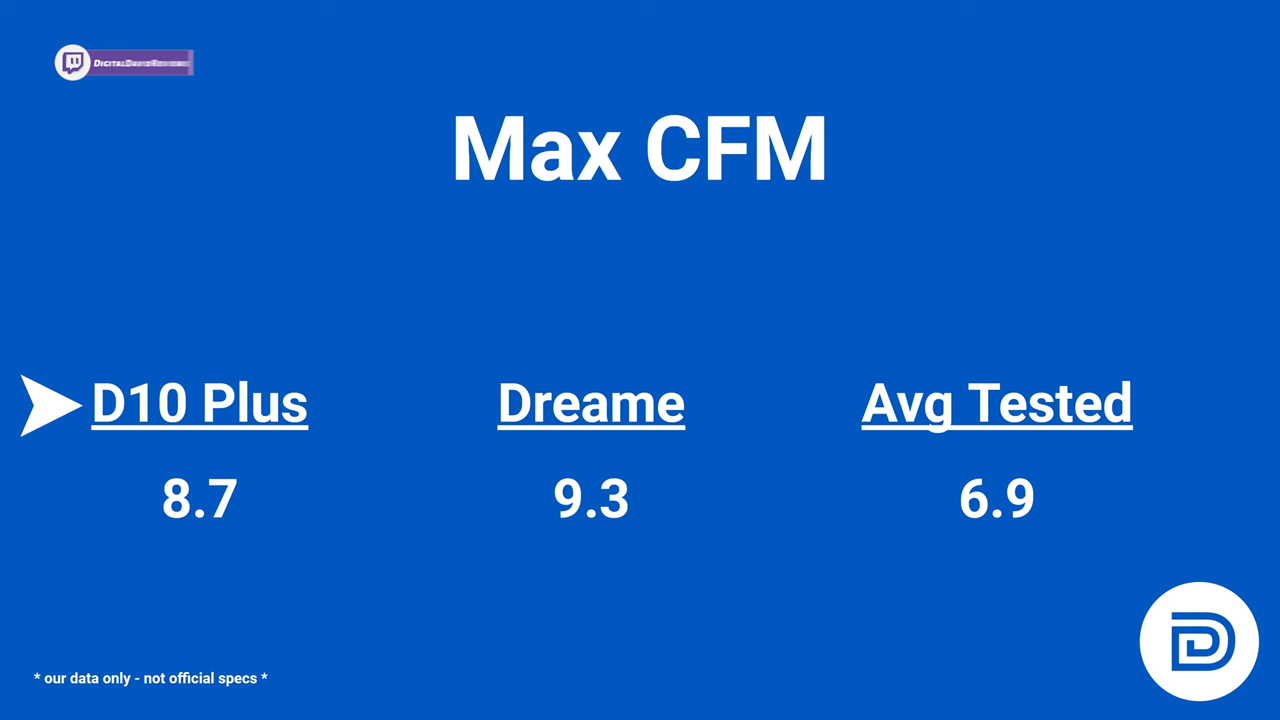 Max CFM
D10 Plus Dreame Avg Tested
8.7 9.3 6.9
* our data only - not official specs *